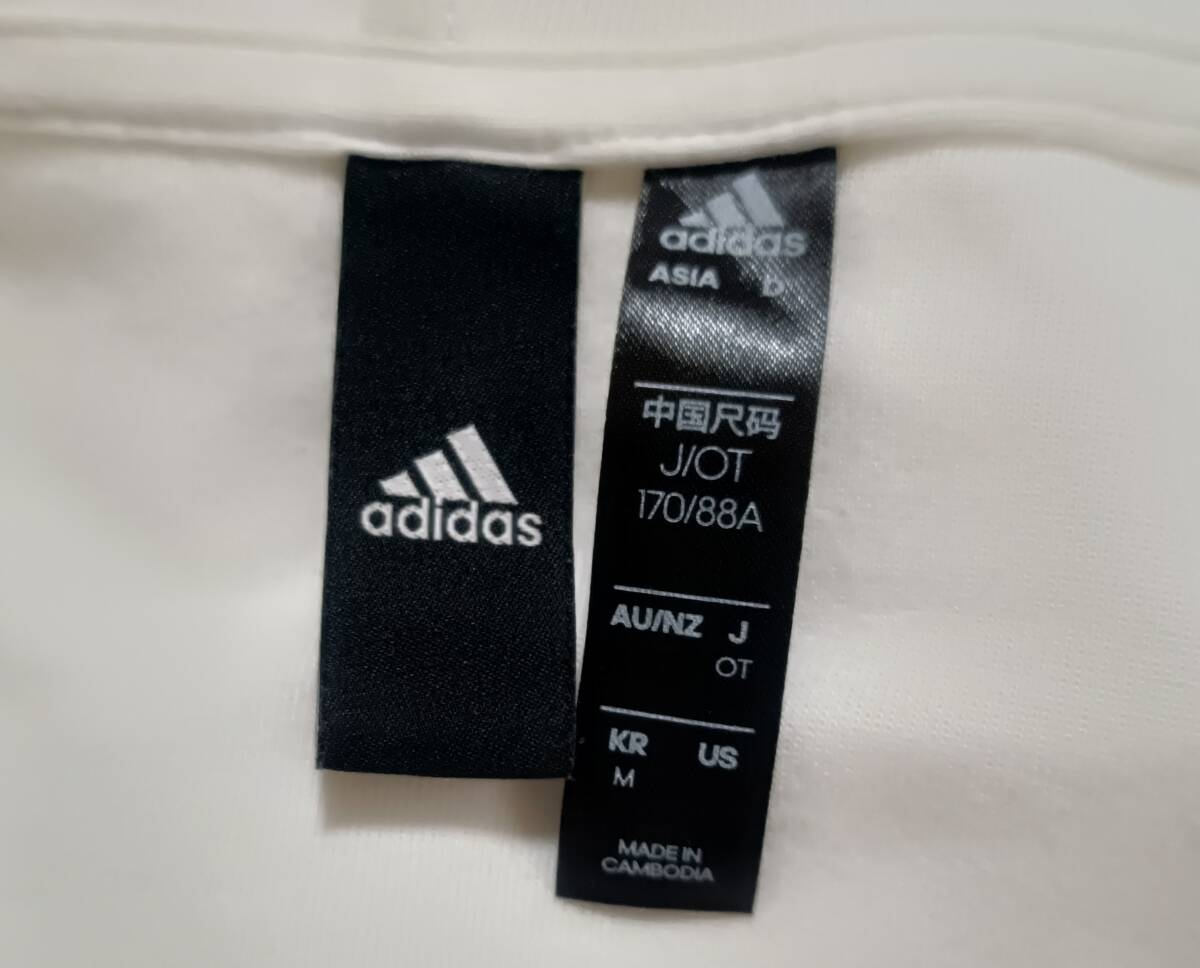 adidas
adidas
ASIA D
中国尺码
J/OT
170/88A
AU/NZ J
OT
KR US
M
MADE IN
CAMBODIA